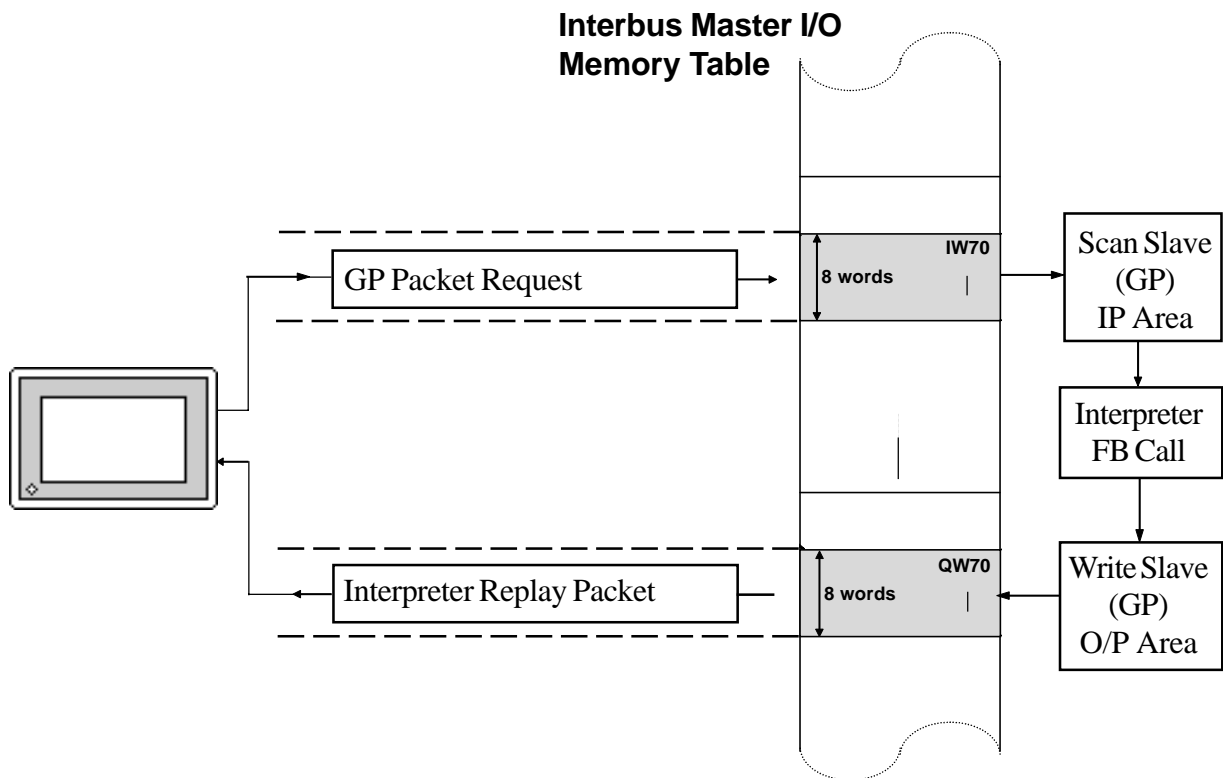 Interbus Master I/O
Memory Table
GP Packet Request
IW70
8 words
Scan Slave
(GP)
IP Area
Interpreter
FB Call
Interpreter Replay Packet
QW70
8 words
Write Slave
(GP)
O/P Area